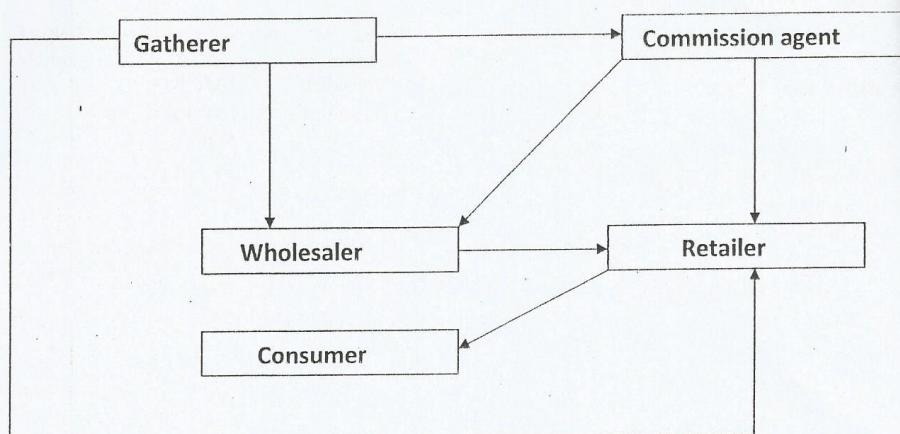 Gatherer
Commission agent
Wholesaler
Retailer
Consumer